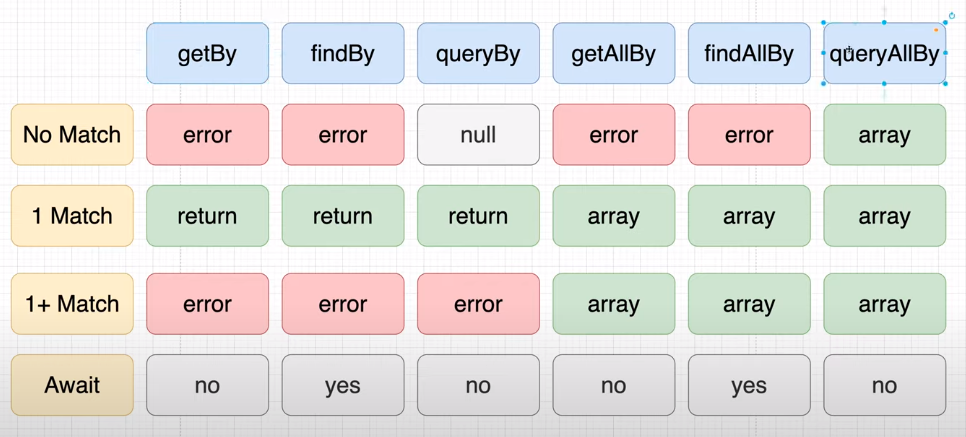 getBy findBy queryBy getAllBy findAllBy queryAllBy
No Match error error null error error array
1 Match return return return array array array
1+ Match error error error array array array
Await no yes no no yes no